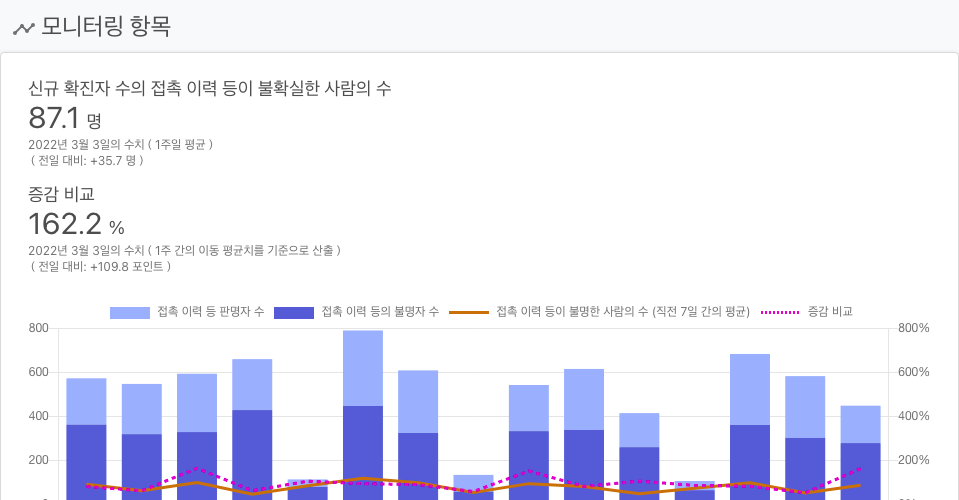 모니터링 항목
신규 확진자 수의 접촉 이력 등이 불확실한 사람의 수
87.1 명
2022년 3월 3일의 수치 ( 1주일 평균 )
( 전일 대비: +35.7 명 )
증감 비교
162.2 %
2022년 3월 3일의 수치 ( 1주 간의 이동 평균치를 기준으로 산출 )
( 전일 대비: +109.8 포인트 )
접촉 이력 등 판명자 수 접촉 이력 등의 불명자 수 접촉 이력 등이 불명한 사람의 수 (직전 7일 간의 평균) 증감 비교
800 800%
600 600%
400 400%
200 200%